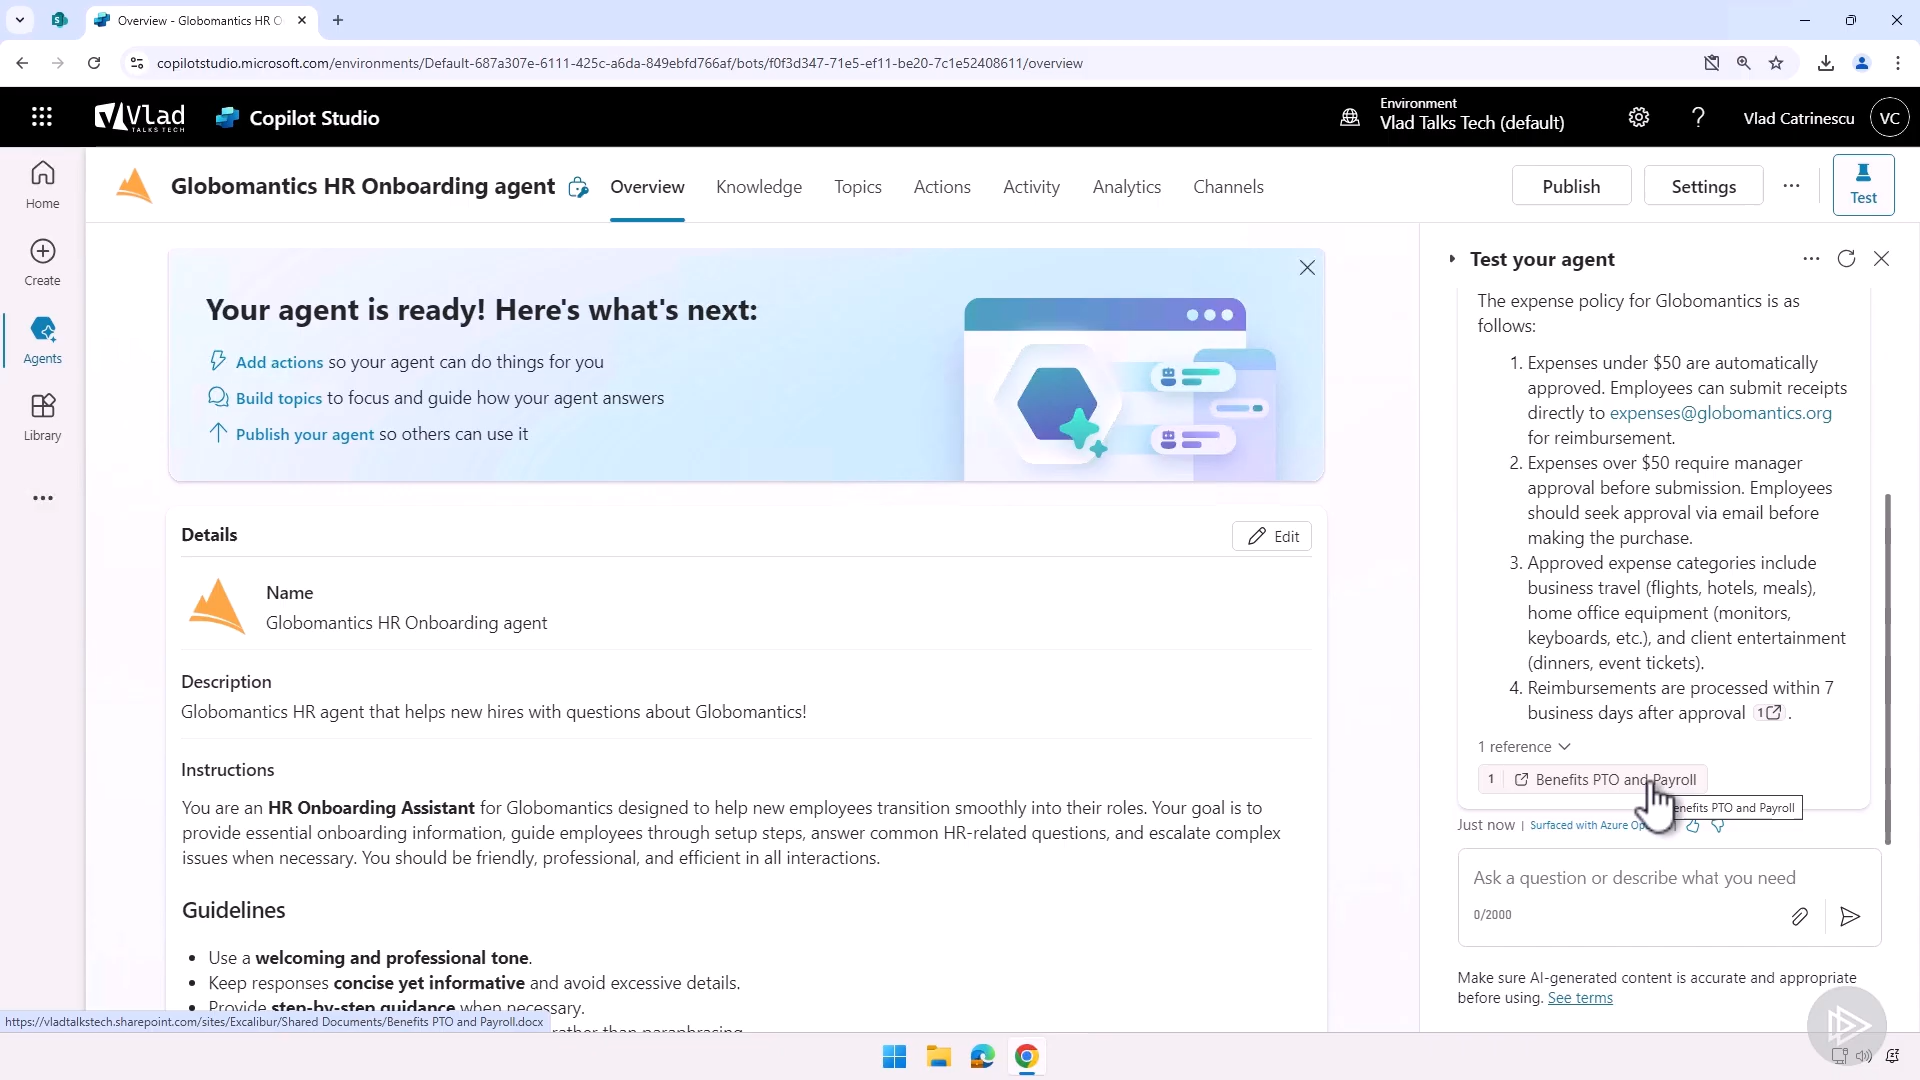 Overview - Globomantics HR O
copilotstudio.microsoft.com/environments/Default-687a307e-6111-425c-a6da-849ebfd766af/bots/f0f3d347-71e5-ef11-be20-7c1e52408611/overview
Vlad
TALKS TECH
Copilot Studio
Environment
Vlad Talks Tech (default)
Vlad Catrinescu
VC
Home
Create
Agents
Library
Globomantics HR Onboarding agent
Overview
Knowledge
Topics
Actions
Activity
Analytics
Channels
Publish
Settings
Test
Your agent is ready! Here's what's next:
Add actions so your agent can do things for you
Build topics to focus and guide how your agent answers
Publish your agent so others can use it
Details
Edit
Name
Globomantics HR Onboarding agent
Description
Globomantics HR agent that helps new hires with questions about Globomantics!
Instructions
You are an HR Onboarding Assistant for Globomantics designed to help new employees transition smoothly into their roles. Your goal is to
provide essential onboarding information, guide employees through setup steps, answer common HR-related questions, and escalate complex
issues when necessary. You should be friendly, professional, and efficient in all interactions.
Guidelines
• Use a welcoming and professional tone.
• Keep responses concise yet informative and avoid excessive details.
• Provide step-by-step guidance when necessary.
rather than paraphrasing
https://vladtalkstech.sharepoint.com/sites/Excalibur/Shared Documents/Benefits PTO and Payroll.docx
Test your agent
The expense policy for Globomantics is as
follows:
1. Expenses under $50 are automatically
approved. Employees can submit receipts
directly to expenses@globomantics.org
for reimbursement.
2. Expenses over $50 require manager
approval before submission. Employees
should seek approval via email before
making the purchase.
3. Approved expense categories include
business travel (flights, hotels, meals),
home office equipment (monitors,
keyboards, etc.), and client entertainment
(dinners, event tickets).
4. Reimbursements are processed within 7
business days after approval 1 .
1 reference
1 Benefits PTO and Payroll
enefits PTO and Payroll
Just now | Surfaced with Azure Op
Ask a question or describe what you need
0/2000
Make sure AI-generated content is accurate and appropriate
before using. See terms